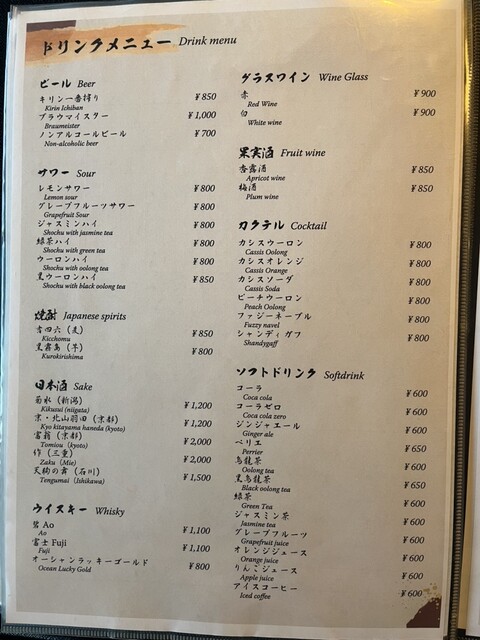 ドリンクメニュー Drink menu
ビール Beer
キリン一番搾り ¥850
Kirin Ichiban
ブラウマイスター ¥1,000
Braumeister
ノンアルコールビール ¥700
Non-alcoholic beer
サワー Sour
レモンサワー ¥800
Lemon sour
グレープフルーツサワー ¥800
Grapefruit Sour
ジャスミンハイ ¥800
Shochu with jasmine tea
緑茶ハイ ¥800
Shochu with green tea
ウーロンハイ ¥800
Shochu with oolong tea
黒ウーロンハイ ¥850
Shochu with black oolong tea
焼酎 Japanese spirits
吉四六（麦） ¥850
Kicchomu
黒霧島（芋） ¥800
Kurokirishima
日本酒 Sake
菊水（新潟） ¥1,200
Kikusui (niigata)
京・北山羽田（京都） ¥1,200
Kyo kitayama haneda (kyoto)
富翁（京都） ¥2,000
Tomiou (kyoto)
作（三重） ¥2,000
Zaku (Mie)
天狗の舞（石川） ¥1,500
Tengumai (Ishikawa)
ウイスキー Whisky
碧 Ao ¥1,100
Ao
富士 Fuji ¥1,100
Fuji
オーシャンラッキーゴールド ¥800
Ocean Lucky Gold
グラスワイン Wine Glass
赤 ¥900
Red Wine
白 ¥900
White wine
果実酒 Fruit wine
杏露酒 ¥850
Apricot wine
梅酒 ¥850
Plum wine
カクテル Cocktail
カシスウーロン ¥800
Cassis Oolong
カシスオレンジ ¥800
Cassis Orange
カシスソーダ ¥800
Cassis Soda
ピーチウーロン ¥800
Peach Oolong
ファジーネーブル ¥800
Fuzzy navel
シャンディガフ ¥800
Shandygaff
ソフトドリンク Softdrink
コーラ ¥600
Coca cola
コーラゼロ ¥600
Coca cola zero
ジンジャエール ¥600
Ginger ale
ペリエ ¥650
Perrier
烏龍茶 ¥600
Oolong tea
黒烏龍茶 ¥650
Black oolong tea
緑茶 ¥600
Green Tea
ジャスミン茶 ¥600
Jasmine tea
グレープフルーツ ¥600
Grapefruit juice
オレンジジュース ¥600
Orange juice
りんごジュース ¥600
Apple juice
アイスコーヒー ¥600
Iced coffee